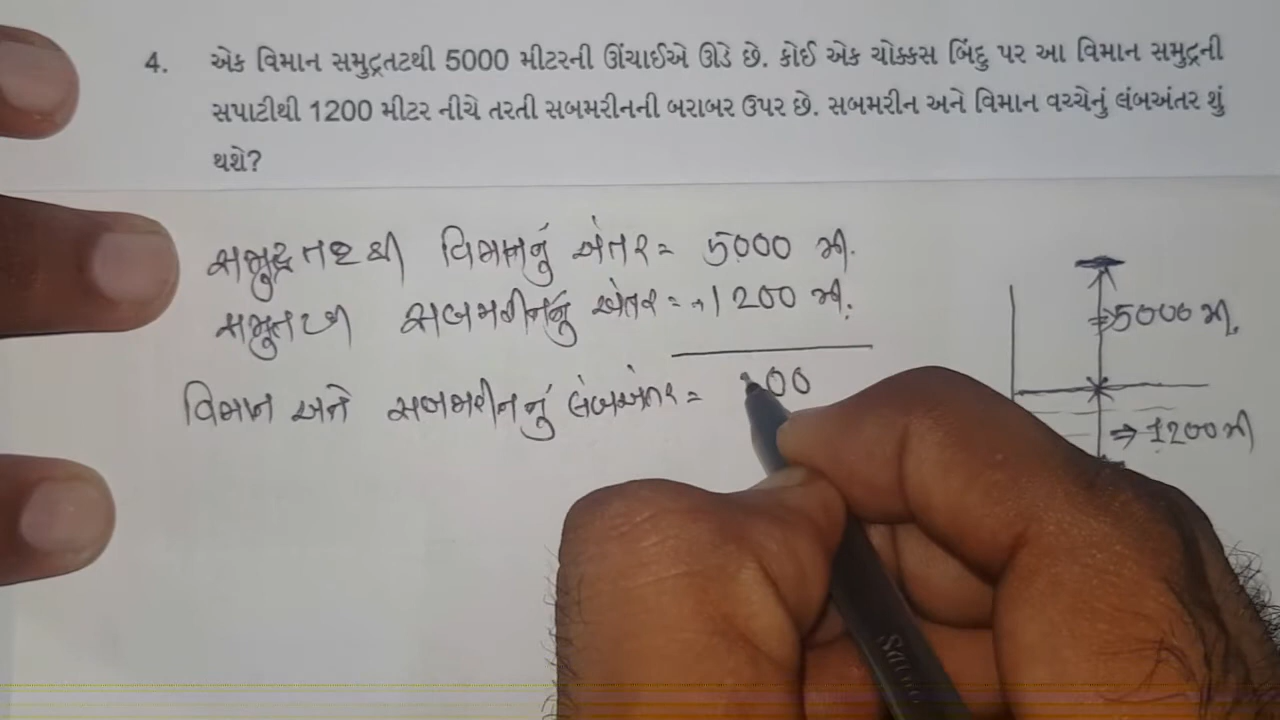 4. એક વિમાન સમુદ્રતટથી 5000 મીટરની ઊંચાઈએ ઊડે છે. કોઈ એક ચોક્કસ બિંદુ પર આ વિમાન સમુદ્રની
સપાટીથી 1200 મીટર નીચે તરતી સબમરીનની બરાબર ઉપર છે. સબમરીન અને વિમાન વચ્ચેનું લંબઅંતર શું
થશે?
સમુદ્રતટથી વિમાનનું અંતર = 5000 મી.
સબમરીનનું અંતર = +1200 મી.
વિમાન અને સબમરીનનું લંબઅંતર = 200
5000 મી.
⇒ 1200 મી